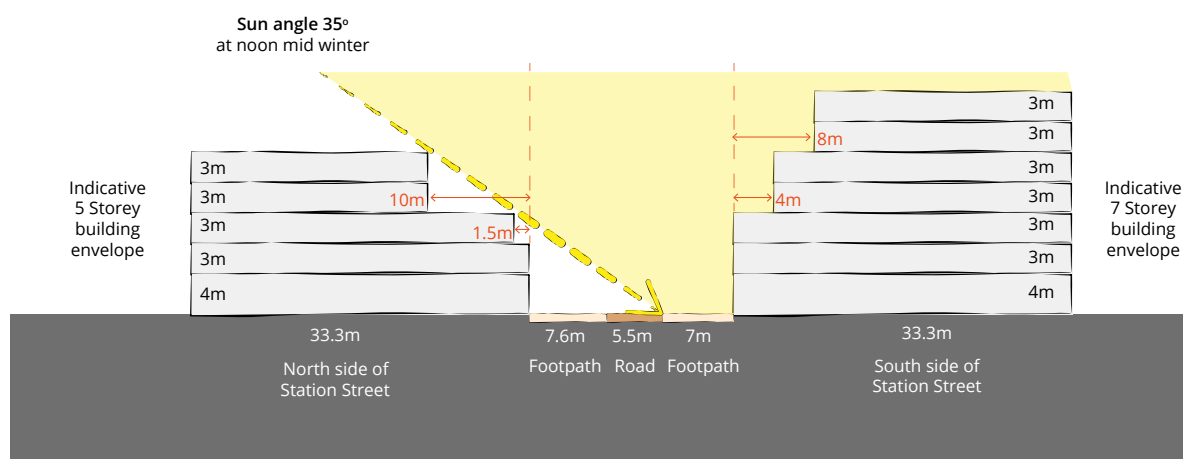 Sun angle 35º
at noon mid winter
3m
3m
8m
3m
3m
Indicative
5 Storey
building
envelope
3m
10m
4m
3m
Indicative
7 Storey
building
envelope
3m
1.5m
3m
3m
3m
4m
4m
33.3m
7.6m
5.5m
7m
33.3m
Footpath
Road
Footpath
North side of
Station Street
South side of
Station Street